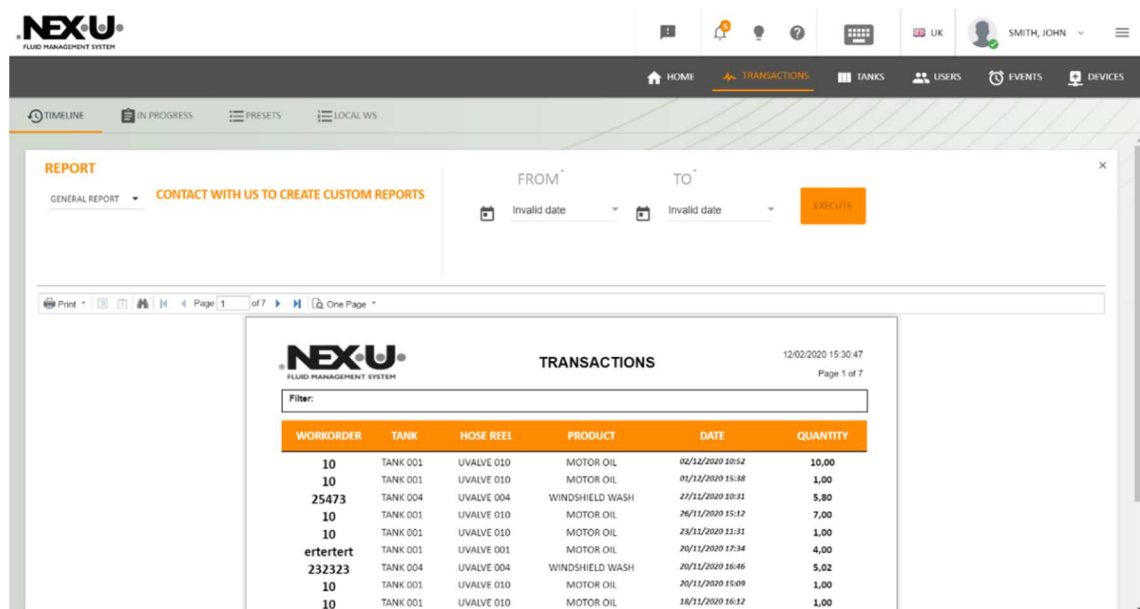 NEX·U·
FLUID MANAGEMENT SYSTEM
5
UK
SMITH, JOHN
HOME
TRANSACTIONS
TANKS
USERS
EVENTS
DEVICES
TIMELINE
IN PROGRESS
PRESETS
LOCAL WS
REPORT
GENERAL REPORT
CONTACT WITH US TO CREATE CUSTOM REPORTS
FROM*
TO*
Invalid date
Invalid date
EXECUTE
Print
Page 1 of 7
One Page
NEX·U·
FLUID MANAGEMENT SYSTEM
TRANSACTIONS
12/02/2020 15:30:47
Page 1 of 7
Filter:
WORKORDER TANK HOSE REEL PRODUCT DATE QUANTITY
10 TANK 001 UVALVE 010 MOTOR OIL 02/12/2020 10:52 10,00
10 TANK 001 UVALVE 010 MOTOR OIL 01/12/2020 15:38 1,00
25473 TANK 004 UVALVE 004 WINDSHIELD WASH 27/11/2020 10:31 5,80
10 TANK 001 UVALVE 010 MOTOR OIL 26/11/2020 15:12 7,00
10 TANK 001 UVALVE 010 MOTOR OIL 23/11/2020 11:31 1,00
ertertert TANK 001 UVALVE 001 MOTOR OIL 20/11/2020 17:34 4,00
232323 TANK 004 UVALVE 004 WINDSHIELD WASH 20/11/2020 16:46 5,02
10 TANK 001 UVALVE 010 MOTOR OIL 20/11/2020 15:09 1,00
10 TANK 001 UVALVE 010 MOTOR OIL 18/11/2020 16:12 1,00